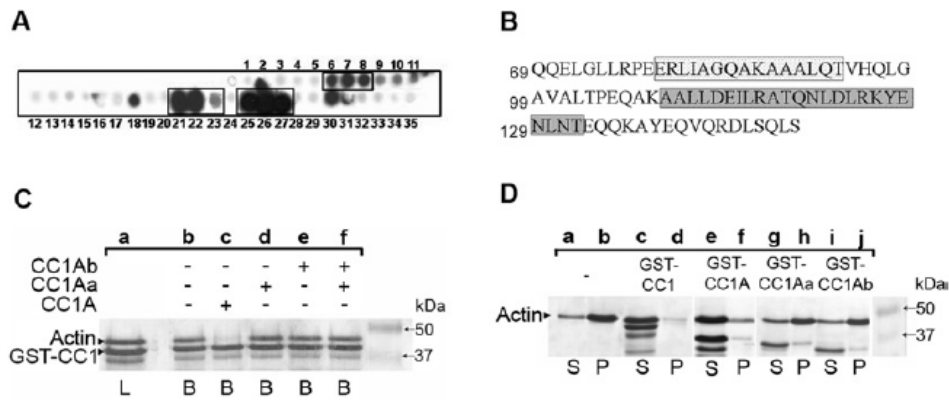 A
1 2 3 4 5 6 7 8 9 10 11
12 13 14 15 16 17 18 19 20 21 22 23 24 25 26 27 28 29 30 31 32 33 34 35
B
69 QQELGLLRPEERLIAGQAKAAALQTVHQLG
99 AVALTPEQAKAALLDEILRATQNLDLRKYE
129 NLNTEQQKAYEQVQRDLSQLS
C
a b c d e f
CC1Ab - - - + +
CC1Aa - - + - +
CC1A - + - - -
kDa
50
37
Actin
GST-CC1
L B B B B B
D
a b c d e f g h i j
- GST-CC1 GST-CC1A GST-CC1Aa GST-CC1Ab
kDa
50
37
Actin
S P S P S P S P S P